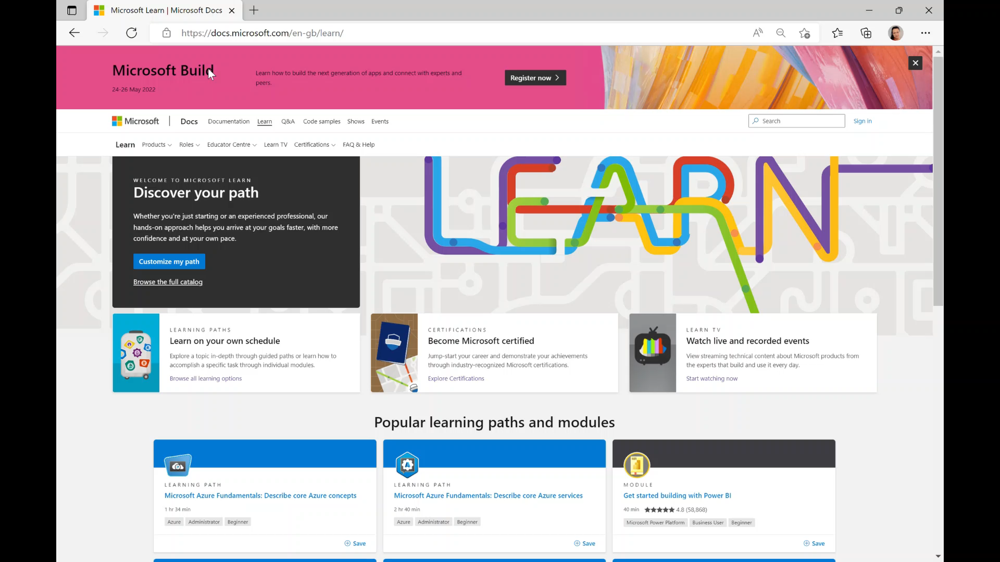 Microsoft Learn | Microsoft Docs
https://docs.microsoft.com/en-gb/learn/
Microsoft Build
24-26 May 2022
Learn how to build the next generation of apps and connect with experts and
peers.
Register now
Microsoft
Docs
Documentation
Learn
Q&A
Code samples
Shows
Events
Search
Sign in
Learn
Products
Roles
Educator Centre
Learn TV
Certifications
FAQ & Help
LEARN
WELCOME TO MICROSOFT LEARN
Discover your path
Whether you're just starting or an experienced professional, our
hands-on approach helps you arrive at your goals faster, with more
confidence and at your own pace.
Customize my path
Browse the full catalog
LEARNING PATHS
Learn on your own schedule
Explore a topic in-depth through guided paths or learn how to
accomplish a specific task through individual modules.
Browse all learning options
CERTIFICATIONS
Become Microsoft certified
Jump-start your career and demonstrate your achievements
through industry-recognized Microsoft certifications.
Explore Certifications
LEARN TV
Watch live and recorded events
View streaming technical content about Microsoft products from
the experts that build and use it every day.
Start watching now
Popular learning paths and modules
LEARNING PATH
Microsoft Azure Fundamentals: Describe core Azure concepts
1 hr 34 min
Azure
Administrator
Beginner
Save
LEARNING PATH
Microsoft Azure Fundamentals: Describe core Azure services
2 hr 40 min
Azure
Administrator
Beginner
Save
MODULE
Get started building with Power BI
40 min
4.8 (58,868)
Microsoft Power Platform
Business User
Beginner
Save